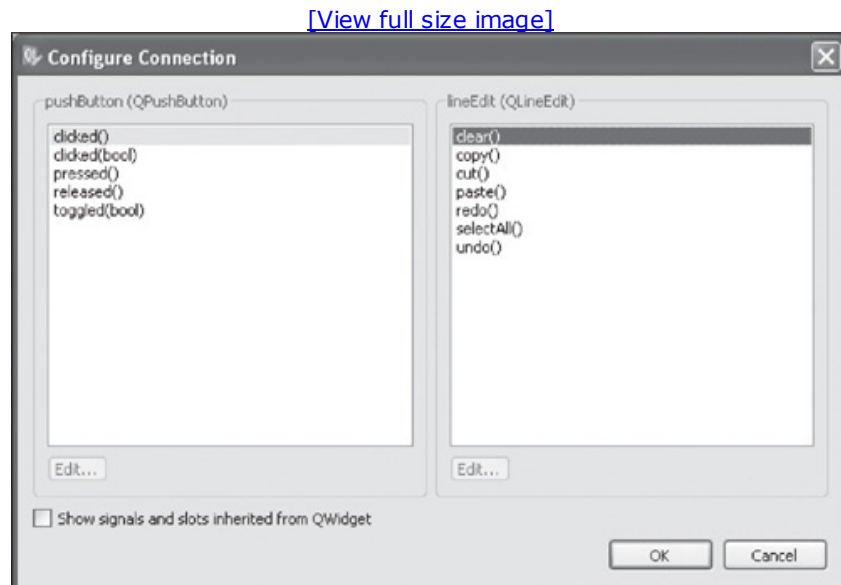 [View full size image]
Configure Connection
pushButton (QPushButton)
clicked()
clicked(bool)
pressed()
released()
toggled(bool)
Edit...
lineEdit (QLineEdit)
clear()
copy()
cut()
paste()
redo()
selectAll()
undo()
Edit...
Show signals and slots inherited from QWidget
OK
Cancel